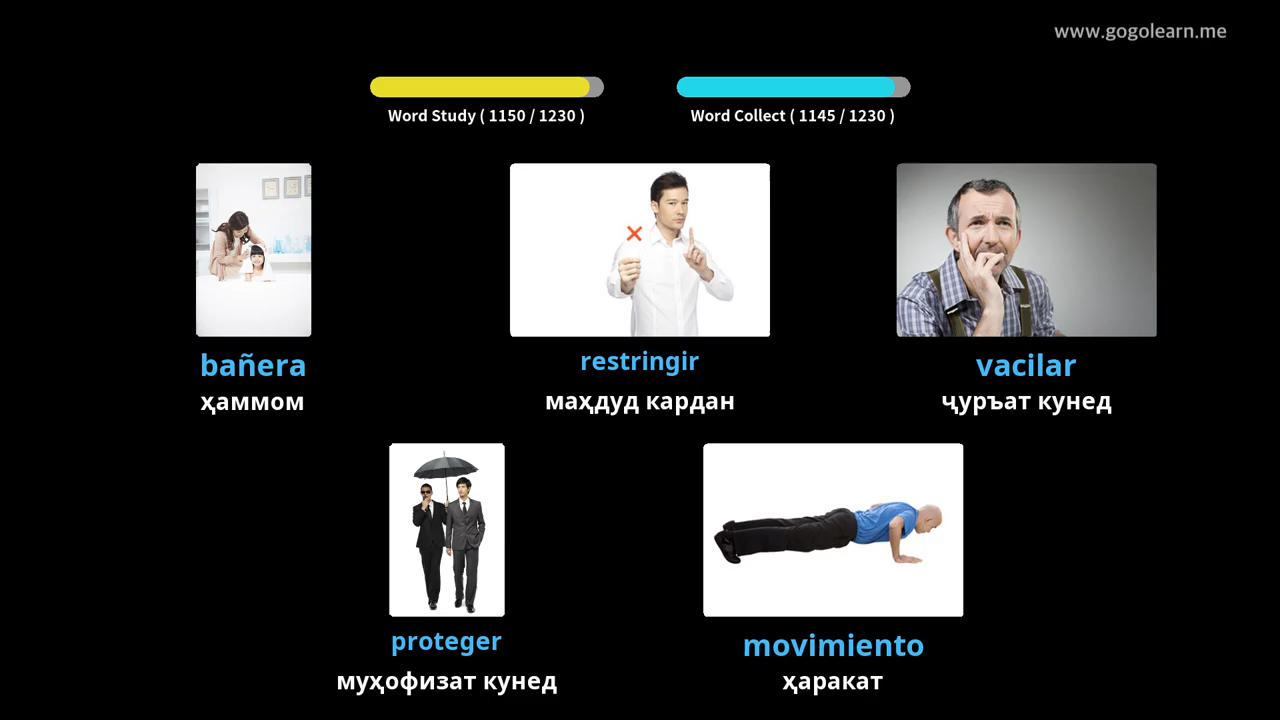 www.gogolearn.me
Word Study ( 1150 / 1230 )
Word Collect ( 1145 / 1230 )
bañera
restringir
vacilar
ҳаммом
маҳдуд кардан
ҷуръат кунед
proteger
movimiento
муҳофизат кунед
ҳаракат